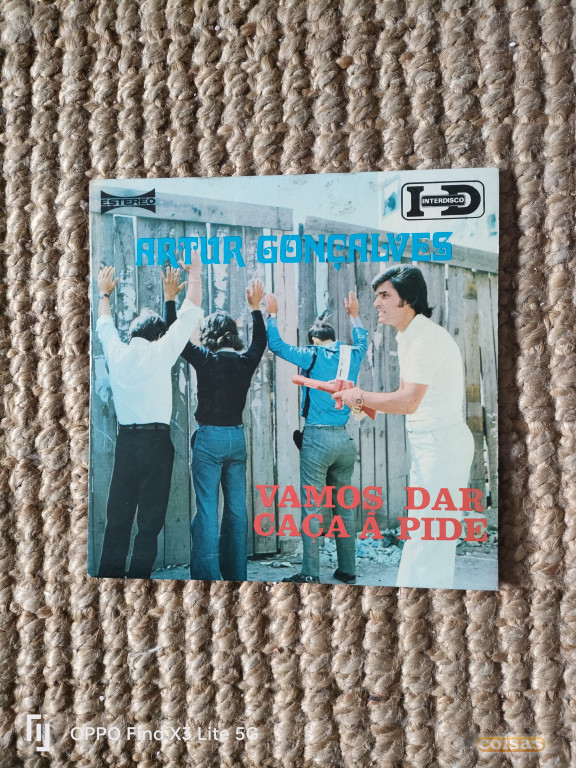 ESTEREO
INTERDISCO
ARTUR GONÇALVES
VAMOS DAR
CAÇA À PIDE
OPPO Find X3 Lite 5G
coisas